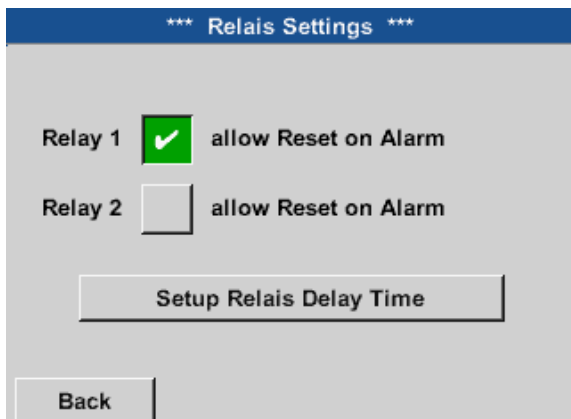 *** Relais Settings ***
Relay 1 ✔ allow Reset on Alarm
Relay 2 allow Reset on Alarm
Setup Relais Delay Time
Back